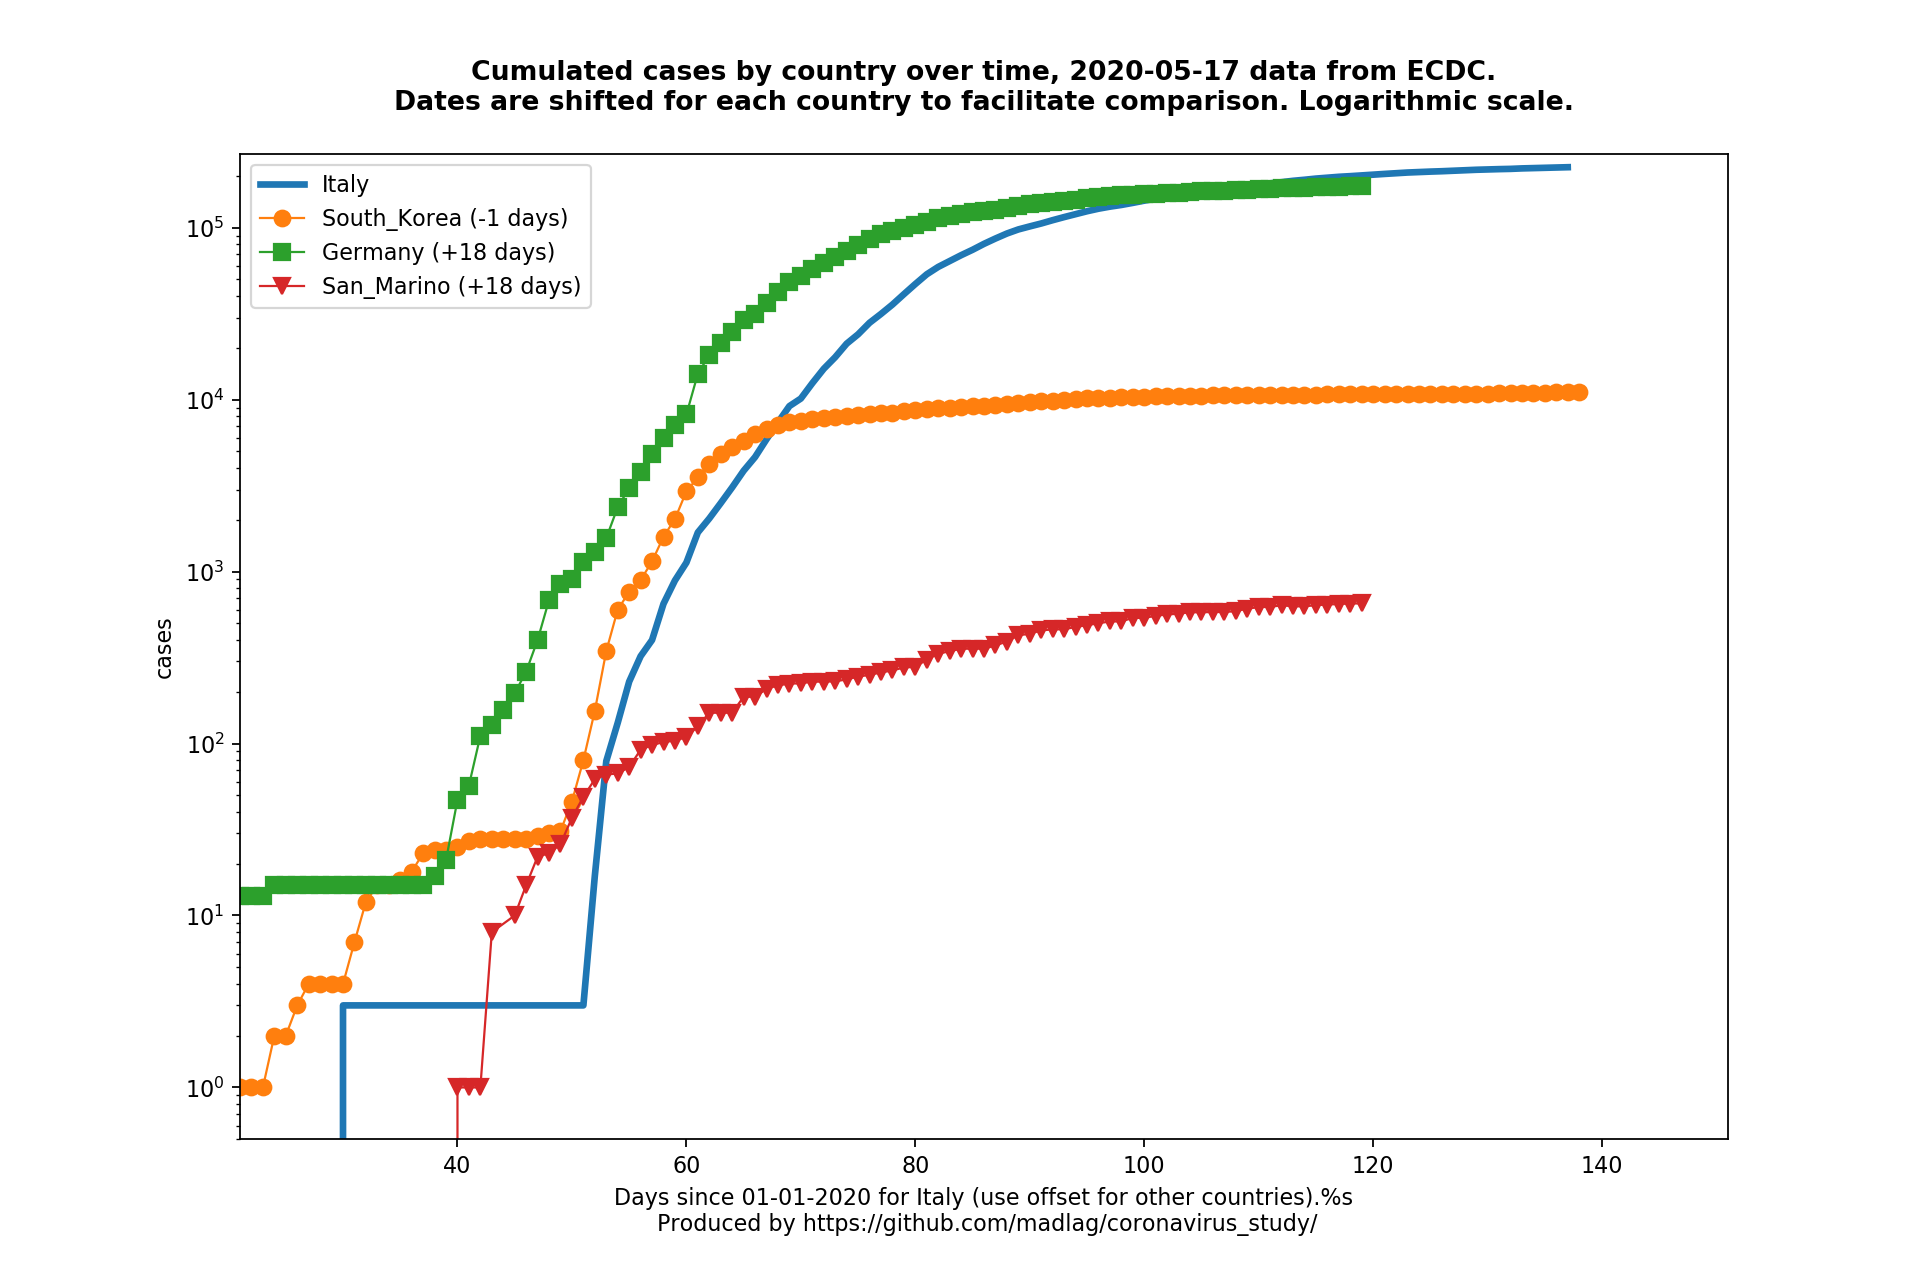 Cumulated cases by country over time, 2020-05-17 data from ECDC.
Dates are shifted for each country to facilitate comparison. Logarithmic scale.
Italy
South_Korea (-1 days)
Germany (+18 days)
San_Marino (+18 days)
10^5
10^4
10^3
10^2
10^1
10^0
cases
40 60 80 100 120 140
Days since 01-01-2020 for Italy (use offset for other countries).%s
Produced by https://github.com/madlag/coronavirus_study/